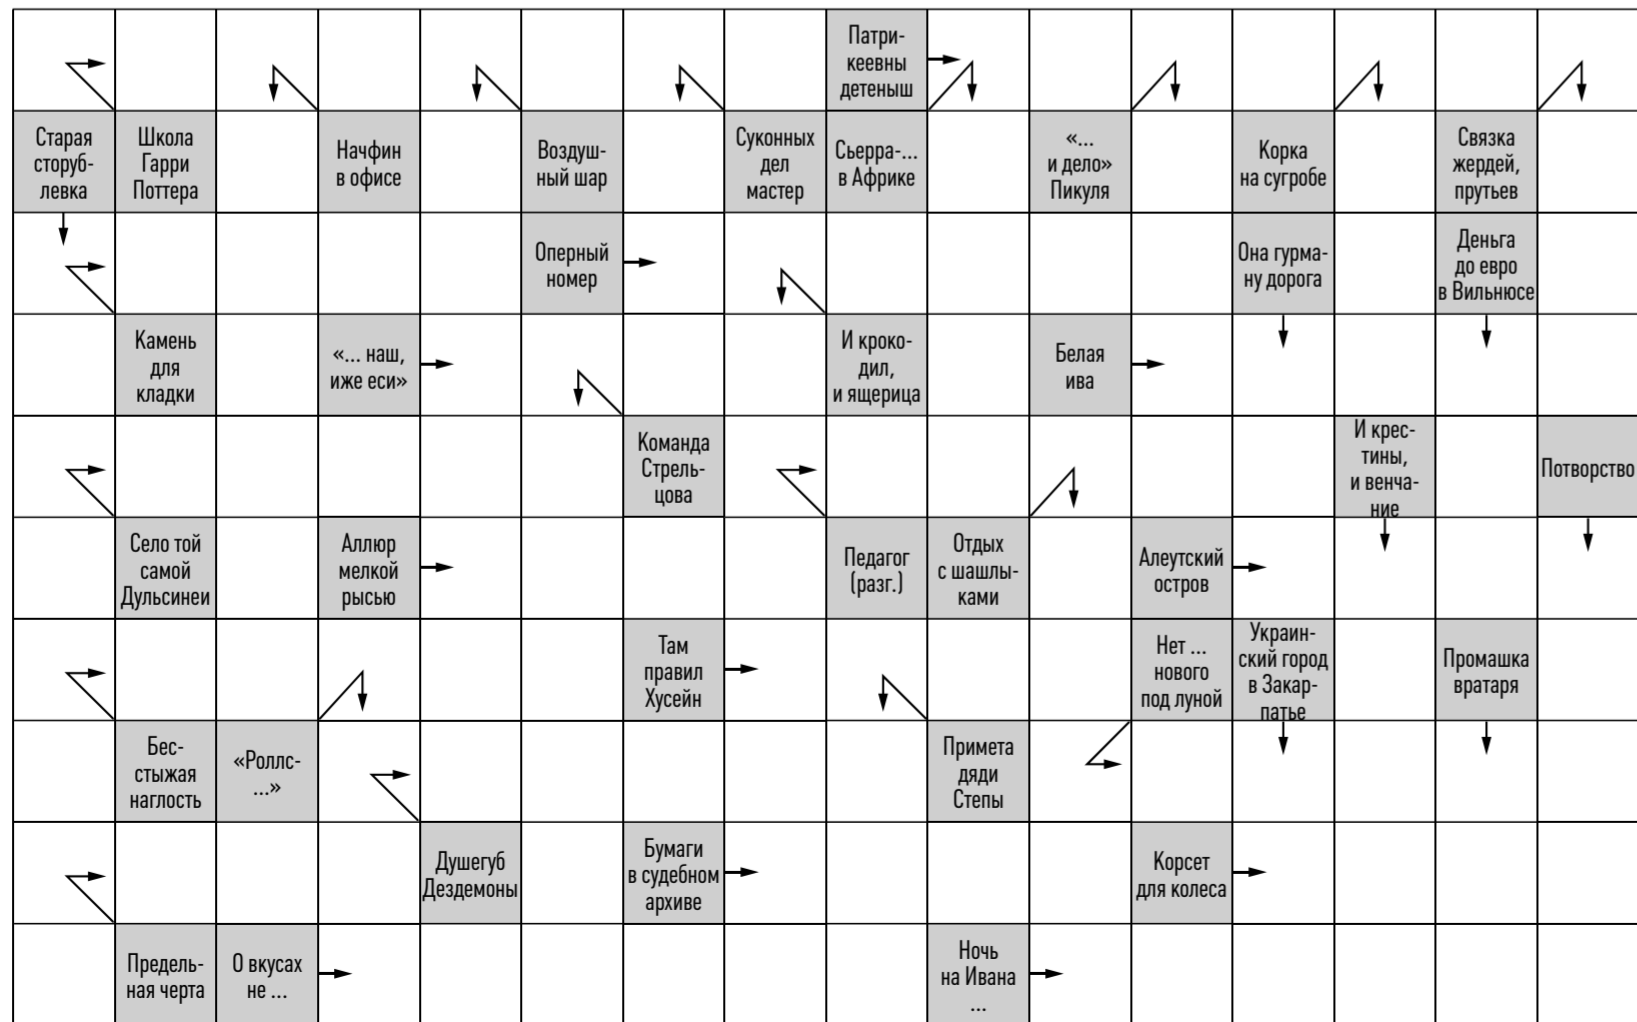 Патри-
кеевны
детеныш
Старая
сторуб-
левка
Школа
Гарри
Поттера
Начфин
в офисе
Воздуш-
ный шар
Суконных
дел
мастер
Сьерра-...
в Африке
«...
и дело»
Пикуля
Корка
на сугробе
Связка
жердей,
прутьев
Оперный
номер
Она гурма-
ну дорога
Деньга
до евро
в Вильнюсе
Камень
для
кладки
«... наш,
иже еси»
И кроко-
дил,
и ящерица
Белая
ива
Команда
Стрель-
цова
И крес-
тины,
и венча-
ние
Потворство
Село той
самой
Дульсинеи
Аллюр
мелкой
рысью
Педагог
(разг.)
Отдых
с шашлы-
ками
Алеутский
остров
Там
правил
Хусейн
Нет ...
нового
под луной
Украин-
ский город
в Закар-
патье
Промашка
вратаря
Бес-
стыжая
наглость
«Роллс-
...»
Примета
дяди
Степы
Душегуб
Дездемоны
Бумаги
в судебном
архиве
Корсет
для колеса
Предель-
ная черта
О вкусах
не ...
Ночь
на Ивана
...